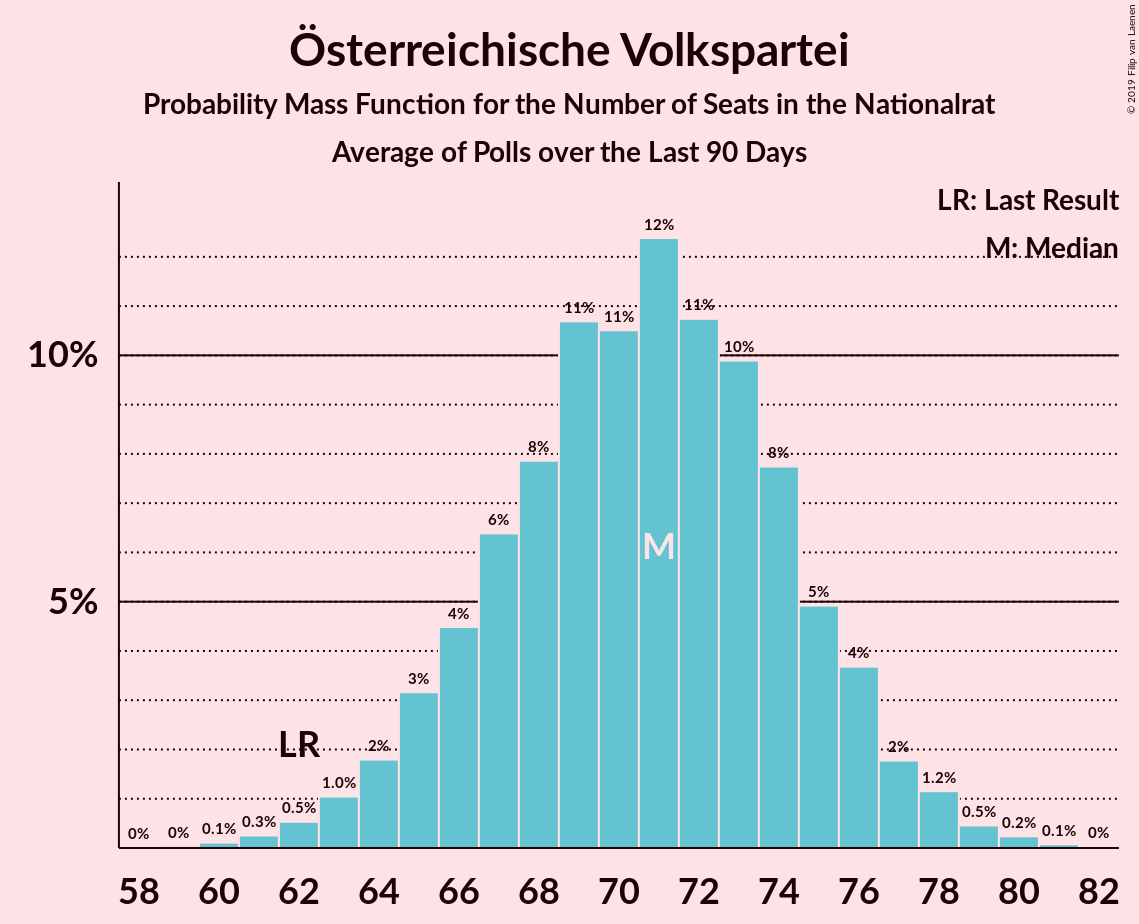 Österreichische Volkspartei
Probability Mass Function for the Number of Seats in the Nationalrat
Average of Polls over the Last 90 Days
© 2019 Filip van Laenen
LR: Last Result
M: Median
10%
5%
0% 0% 0.1% 0.3% 0.5% 1.0% 2% 3% 4% 6% 8% 11% 11% 12% 11% 10% 8% 5% 4% 2% 1.2% 0.5% 0.2% 0.1% 0%
LR
M
58 60 62 64 66 68 70 72 74 76 78 80 82